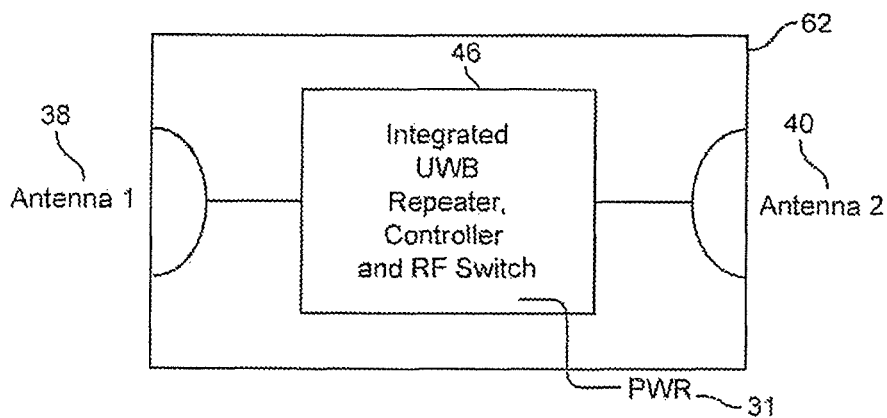 62
46
38
Antenna 1
Integrated
UWB
Repeater,
Controller
and RF Switch
40
Antenna 2
PWR
31